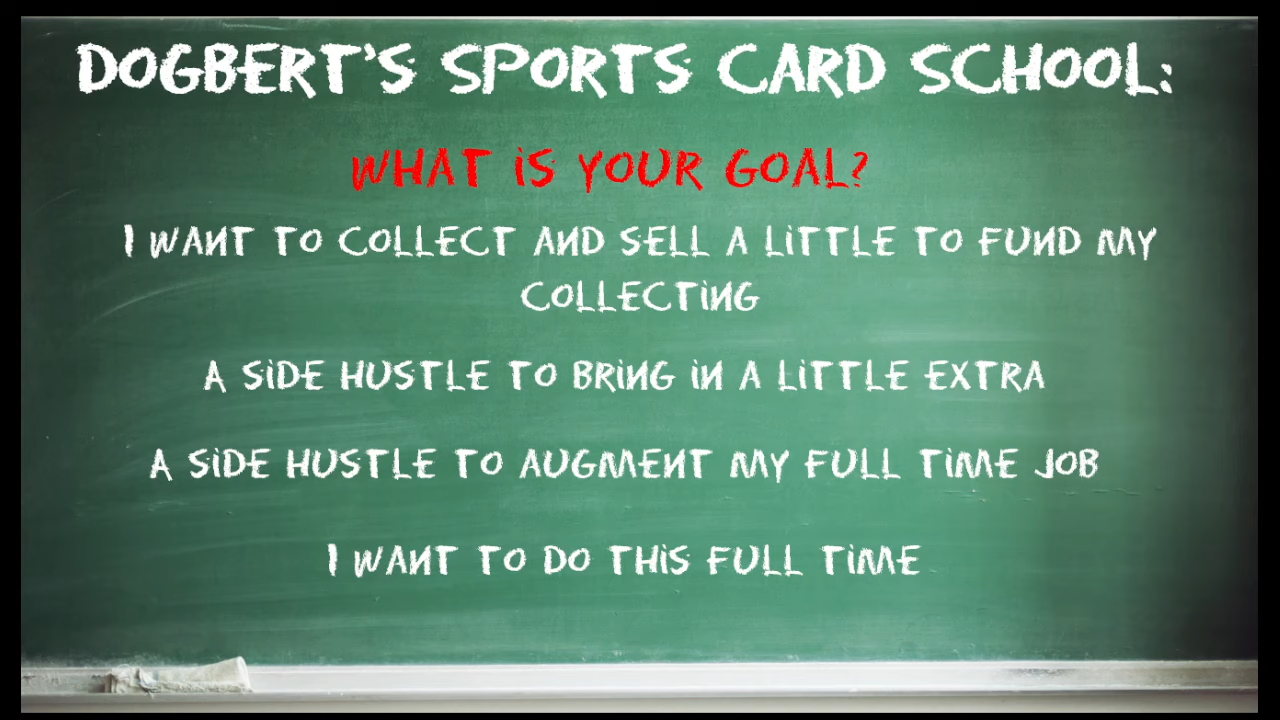 DOGBERT'S SPORTS CARD SCHOOL:
WHAT IS YOUR GOAL?
I WANT TO COLLECT AND SELL A LITTLE TO FUND MY
COLLECTING
A SIDE HUSTLE TO BRING IN A LITTLE EXTRA
A SIDE HUSTLE TO AUGMENT MY FULL TIME JOB
I WANT TO DO THIS FULL TIME